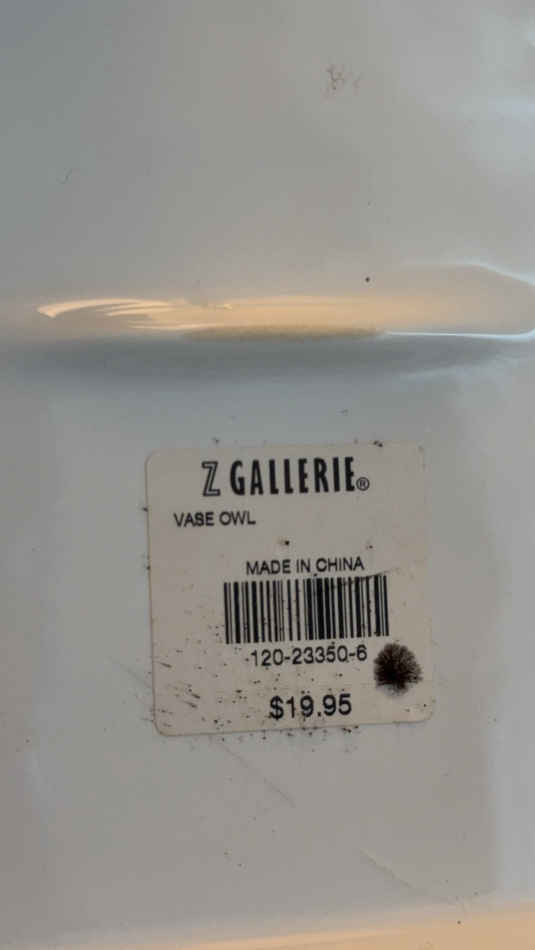 Z GALLERIE®
VASE OWL
MADE IN CHINA
120-23350-6
$19.95